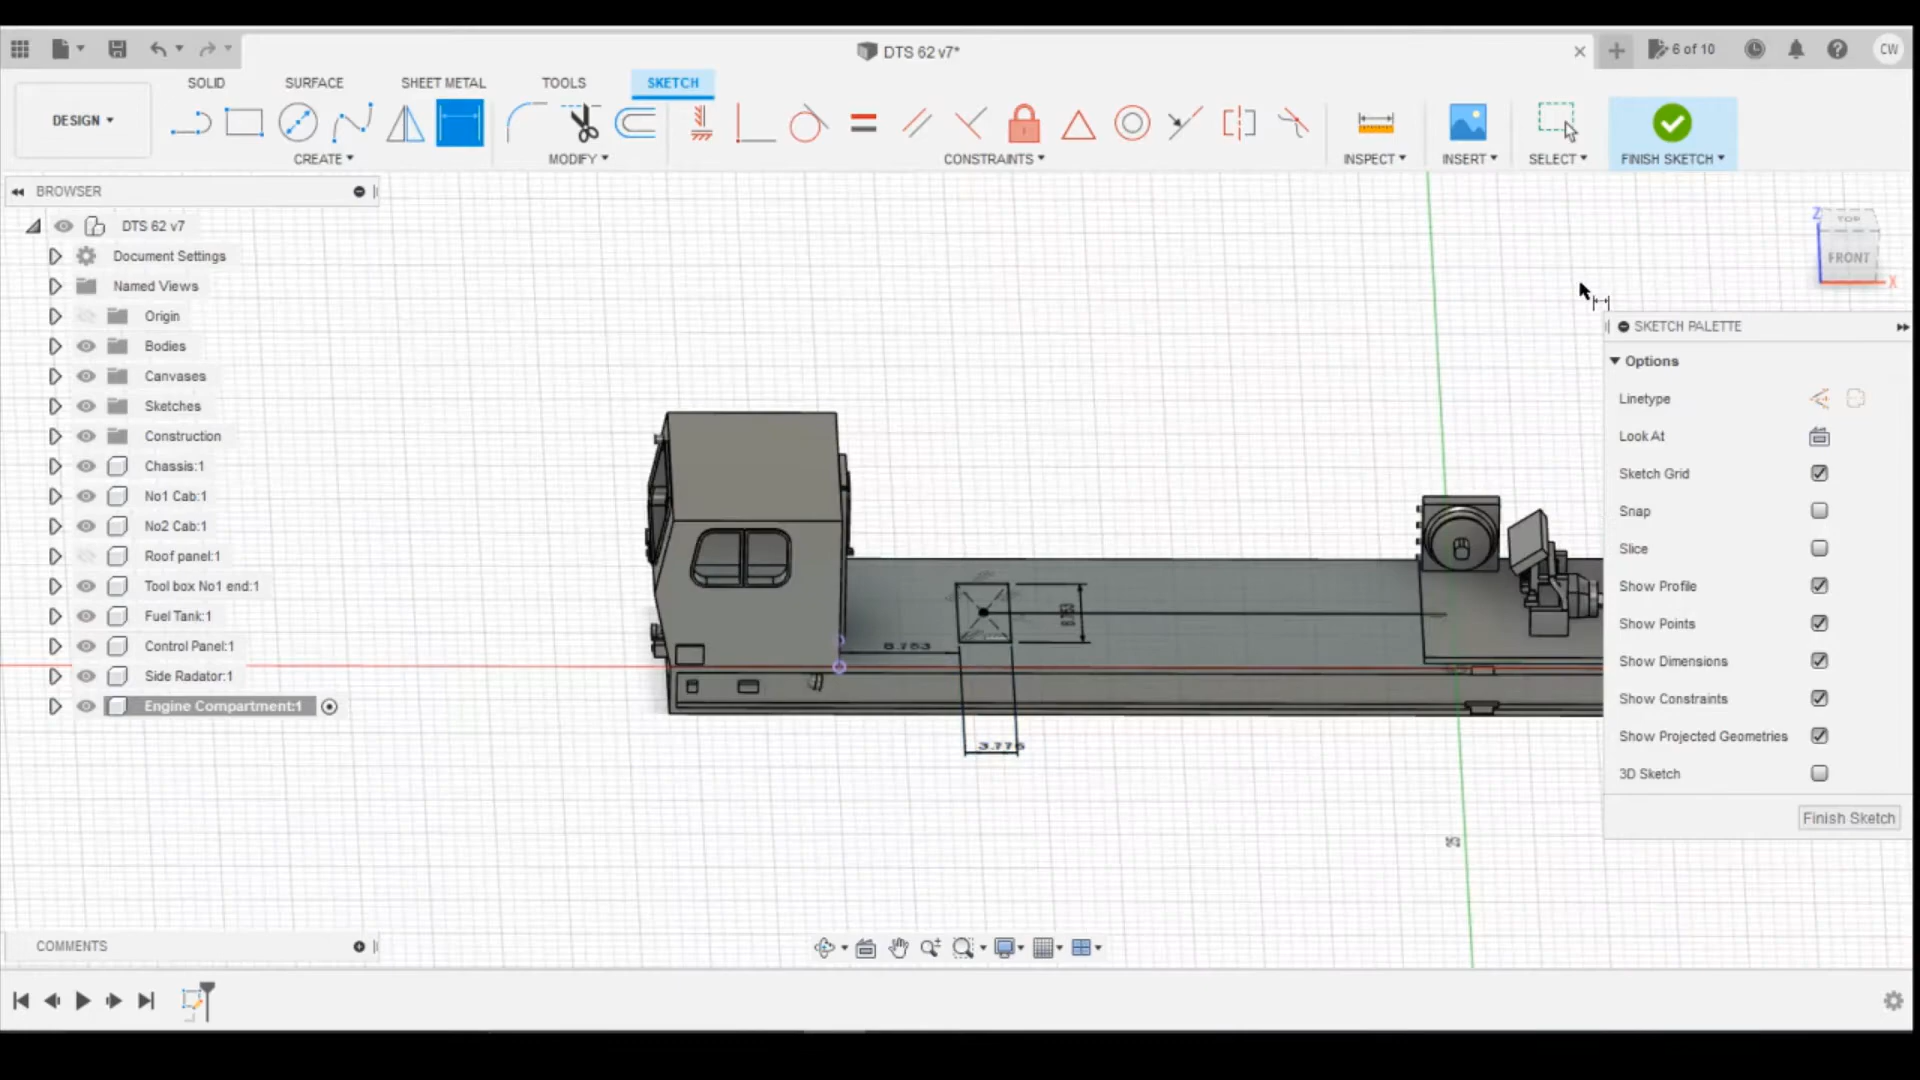 DTS 62 v7*
6 of 10
CW
DESIGN
SOLID
SURFACE
SHEET METAL
TOOLS
SKETCH
CREATE
MODIFY
CONSTRAINTS
INSPECT
INSERT
SELECT
FINISH SKETCH
BROWSER
DTS 62 v7
Document Settings
Named Views
Origin
Bodies
Canvases
Sketches
Construction
Chassis:1
No1 Cab:1
No2 Cab:1
Roof panel:1
Tool box No1 end:1
Fuel Tank:1
Control Panel:1
Side Radator:1
Engine Compartment:1
Z
TOP
FRONT
X
3.775
SKETCH PALETTE
Options
Linetype
Look At
Sketch Grid
Snap
Slice
Show Profile
Show Points
Show Dimensions
Show Constraints
Show Projected Geometries
3D Sketch
Finish Sketch
COMMENTS